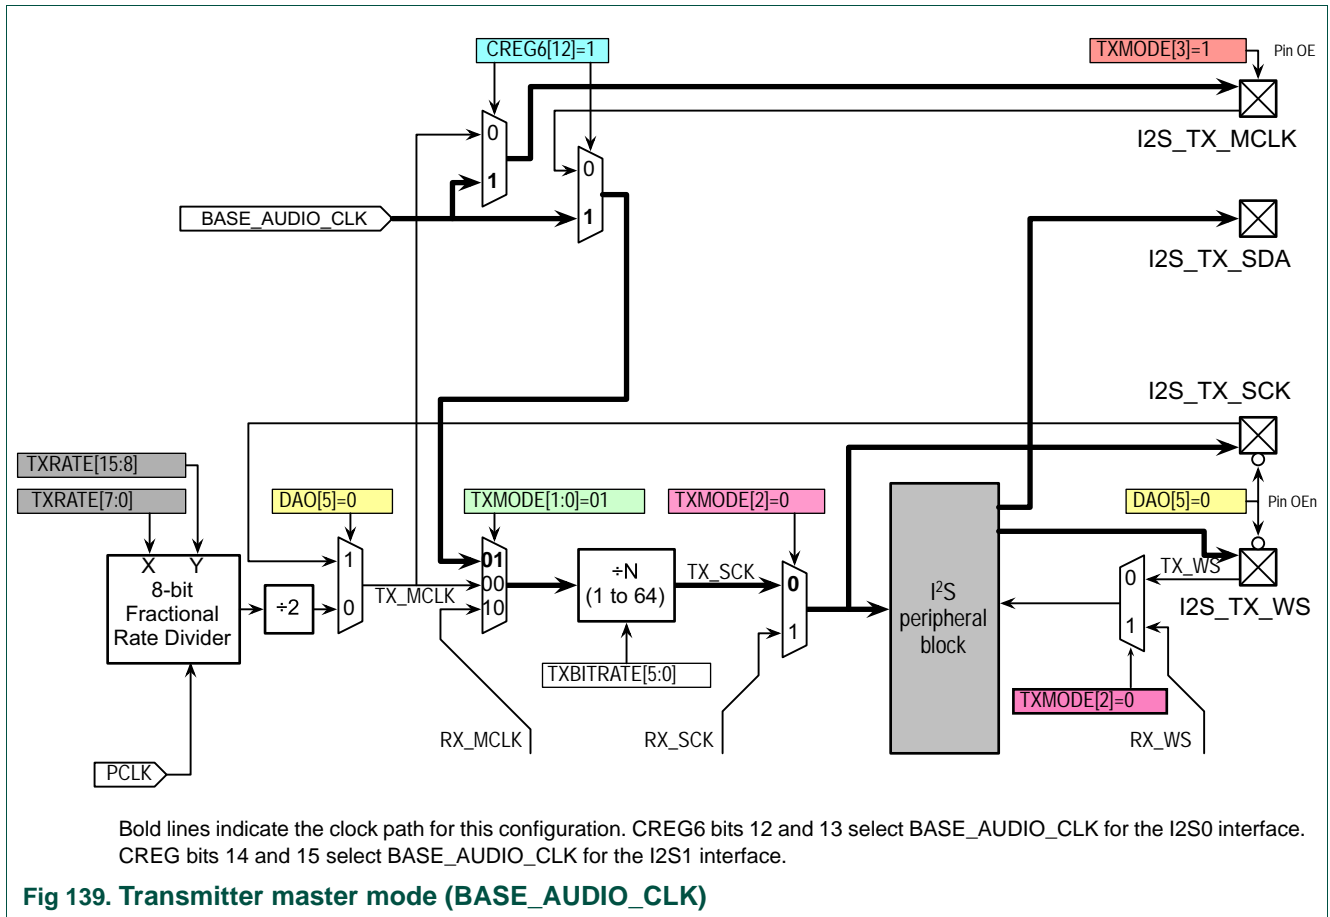 CREG6[12]=1
TXMODE[3]=1
Pin OE
0
1
0
1
I2S_TX_MCLK
BASE_AUDIO_CLK
I2S_TX_SDA
I2S_TX_SCK
TXRATE[15:8]
TXRATE[7:0]
DAO[5]=0
TXMODE[1:0]=01
TXMODE[2]=0
DAO[5]=0
Pin OEn
X Y
8-bit
Fractional
Rate Divider
÷2
1
0
TX_MCLK
01
00
10
÷N
(1 to 64)
TX_SCK
0
1
TXBITRATE[5:0]
I²S
peripheral
block
0
1
TX_WS
I2S_TX_WS
TXMODE[2]=0
RX_MCLK
RX_SCK
RX_WS
PCLK
Bold lines indicate the clock path for this configuration. CREG6 bits 12 and 13 select BASE_AUDIO_CLK for the I2S0 interface.
CREG bits 14 and 15 select BASE_AUDIO_CLK for the I2S1 interface.
Fig 139. Transmitter master mode (BASE_AUDIO_CLK)